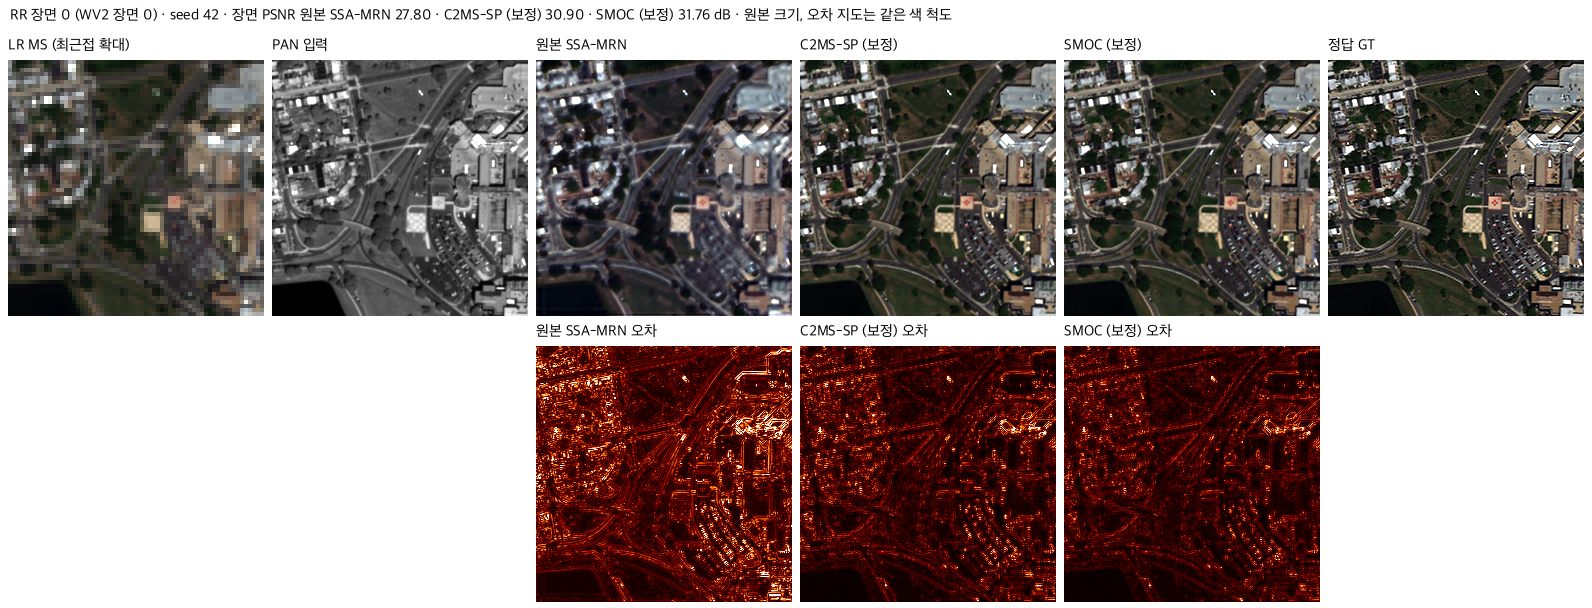 RR 장면 0 (WV2 장면 0) · seed 42 · 장면 PSNR 원본 SSA-MRN 27.80 · C2MS-SP (보정) 30.90 · SMOC (보정) 31.76 dB · 원본 크기, 오차 지도는 같은 색 척도
LR MS (최근접 확대)
PAN 입력
원본 SSA-MRN
C2MS-SP (보정)
SMOC (보정)
정답 GT
원본 SSA-MRN 오차
C2MS-SP (보정) 오차
SMOC (보정) 오차